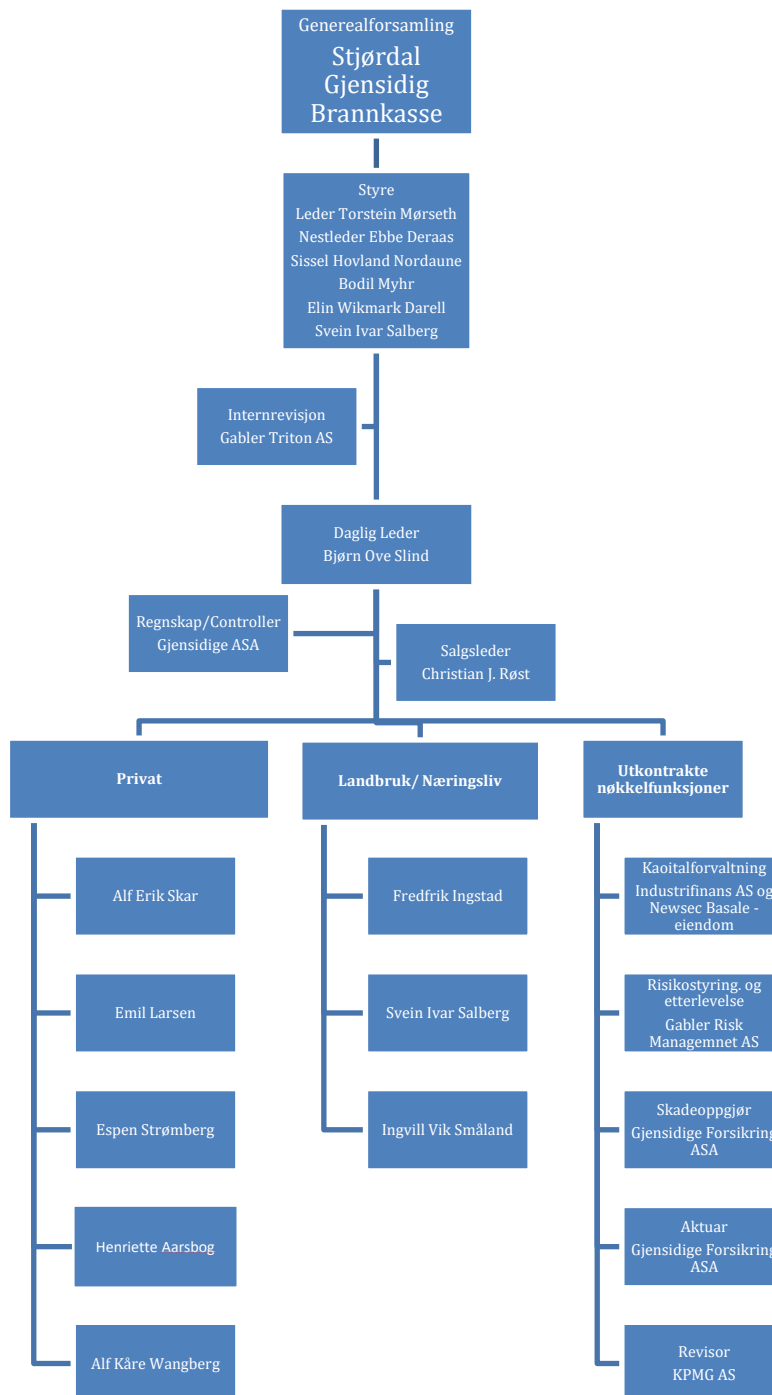 Generealforsamling
Stjørdal
Gjensidig
Brannkasse
Styre
Leder Torstein Mørseth
Nestleder Ebbe Deraas
Sissel Hovland Nordaune
Bodil Myhr
Elin Wikmark Darell
Svein Ivar Salberg
Internrevisjon
Gabler Triton AS
Daglig Leder
Bjørn Ove Slind
Regnskap/Controller
Gjensidige ASA
Salgsleder
Christian J. Røst
Privat
Alf Erik Skar
Emil Larsen
Espen Strømberg
Henriette Aarsbog
Alf Kåre Wangberg
Landbruk/ Næringsliv
Fredfrik Ingstad
Svein Ivar Salberg
Ingvill Vik Småland
Utkontrakte
nøkkelfunksjoner
Kaoitalforvaltning
Industrifinans AS og
Newsec Basale -
eiendom
Risikostyring. og
etterlevelse
Gabler Risk
Managemnet AS
Skadeoppgjør
Gjensidige Forsikring
ASA
Aktuar
Gjensidige Forsikring
ASA
Revisor
KPMG AS